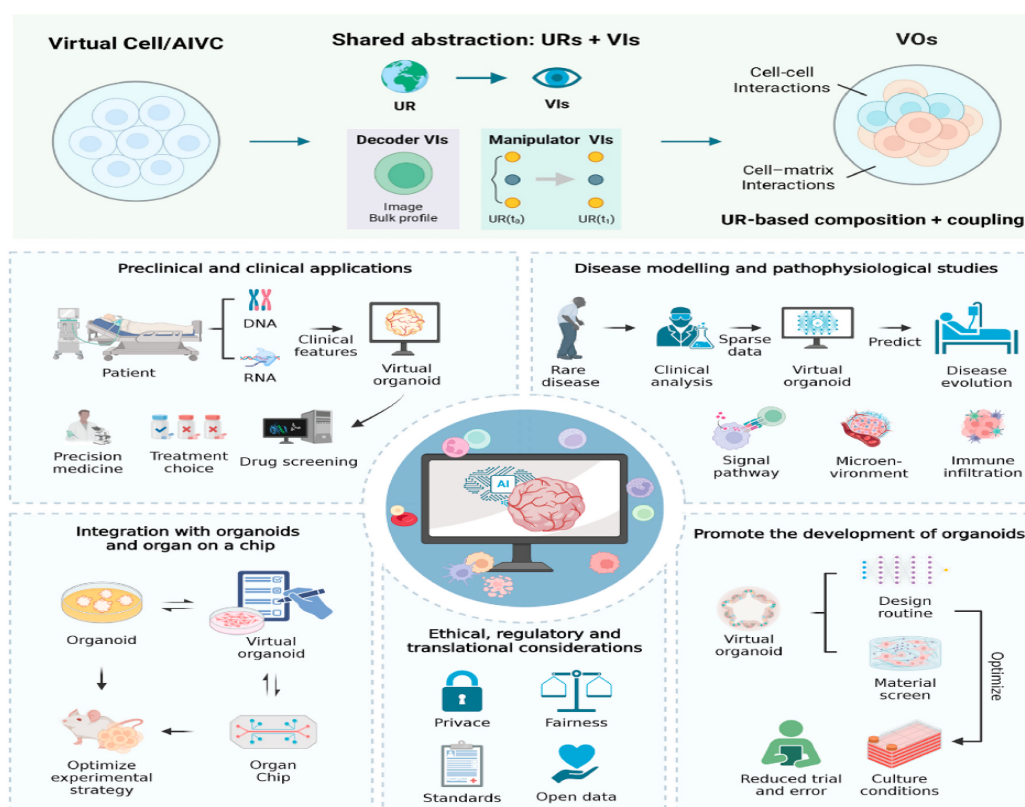 Virtual Cell/AIVC
Shared abstraction: URs + VIs
UR
VIs
Decoder VIs
Image
Bulk profile
Manipulator VIs
UR(t₀)
UR(t₁)
VOs
Cell-cell
Interactions
Cell–matrix
Interactions
UR-based composition + coupling
Preclinical and clinical applications
Patient
DNA
RNA
Clinical
features
Virtual
organoid
Precision
medicine
Treatment
choice
Drug screening
Disease modelling and pathophysiological studies
Rare
disease
Clinical
analysis
Sparse
data
Virtual
organoid
Predict
Disease
evolution
Signal
pathway
Microen-
vironment
Immune
infiltration
AI
Integration with organoids
and organ on a chip
Organoid
Virtual
organoid
Optimize
experimental
strategy
Organ
Chip
Ethical, regulatory and
translational considerations
Privace
Fairness
Standards
Open data
Promote the development of organoids
Virtual
organoid
Design
routine
Material
screen
Optimize
Reduced trial
and error
Culture
conditions